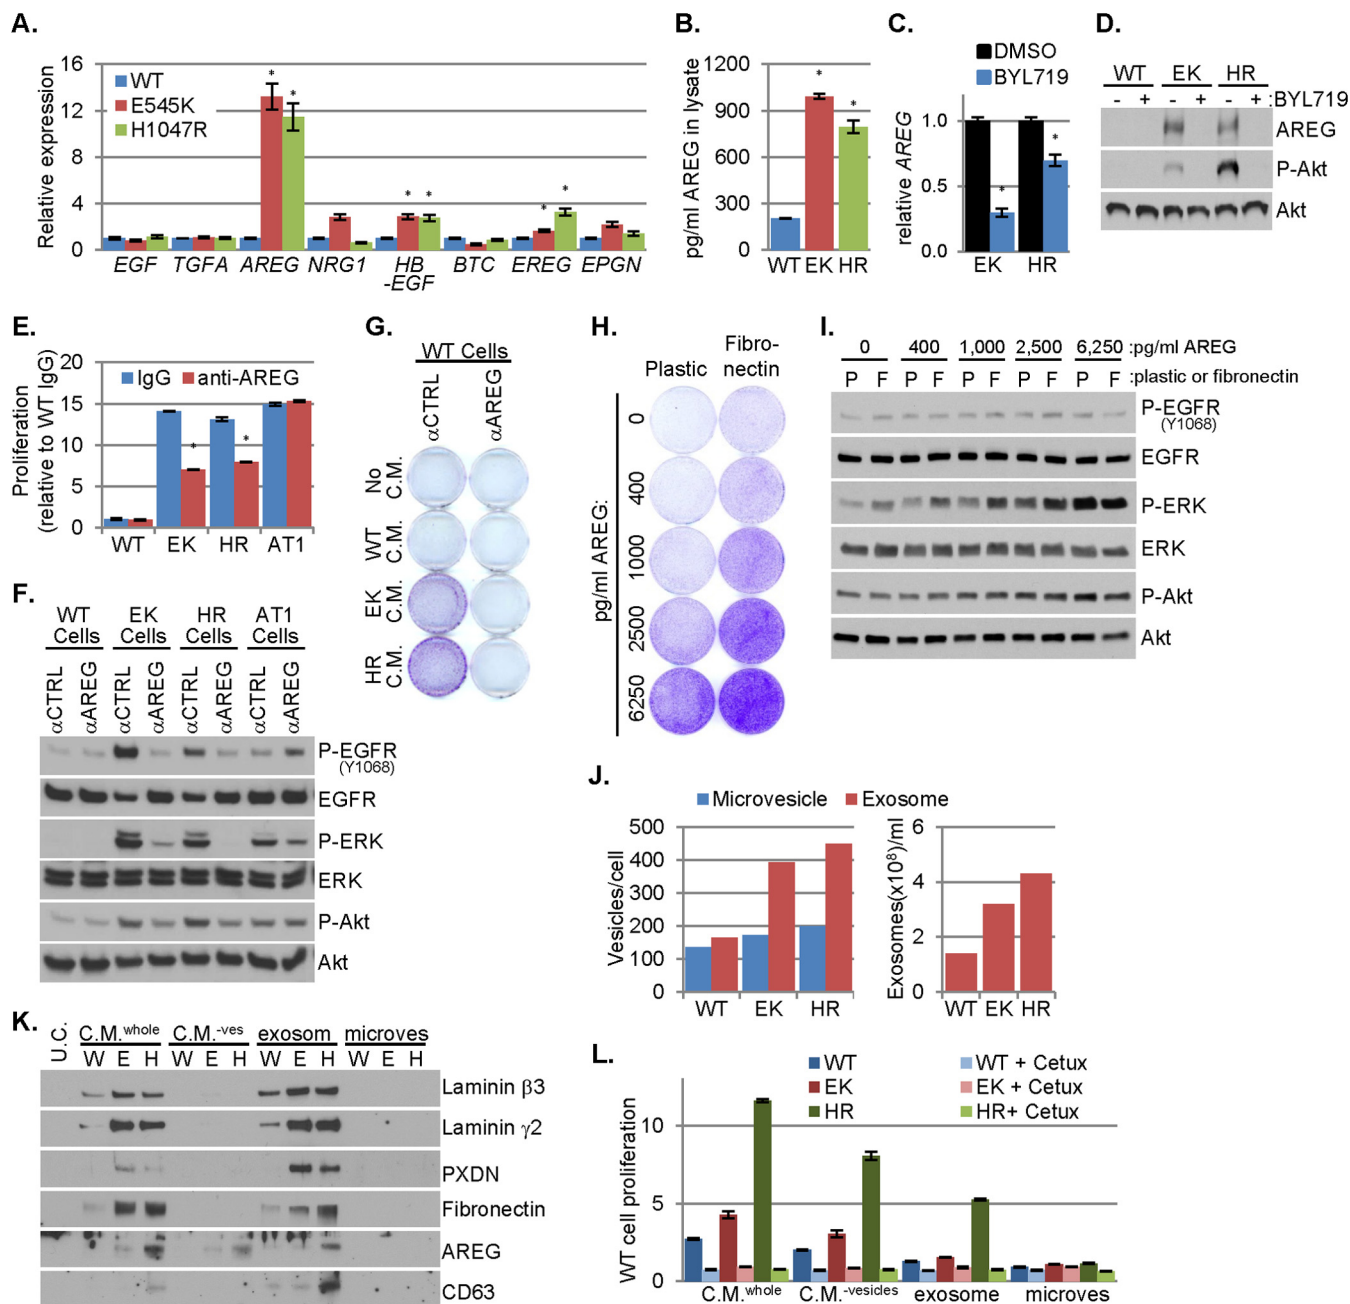 A.
Relative expression
16
12
8
4
0
WT
E545K
H1047R
* * * * * *
EGF TGFA AREG NRG1 HB-EGF BTC EREG EPGN
B.
pg/ml AREG in lysate
1200
900
600
300
0
* *
WT EK HR
C.
DMSO
BYL719
relative AREG
1.0
0.5
0.0
* *
EK HR
D.
WT EK HR
- + - + - + :BYL719
AREG
P-Akt
Akt
E.
Proliferation
(relative to WT IgG)
20
15
10
5
0
IgG anti-AREG
* *
WT EK HR AT1
F.
WT Cells EK Cells HR Cells AT1 Cells
αCTRL αAREG αCTRL αAREG αCTRL αAREG αCTRL αAREG
P-EGFR
(Y1068)
EGFR
P-ERK
ERK
P-Akt
Akt
G.
WT Cells
αCTRL αAREG
No C.M.
WT C.M.
EK C.M.
HR C.M.
H.
Plastic Fibro-nectin
pg/ml AREG:
0
400
1000
2500
6250
I.
0 400 1,000 2,500 6,250 :pg/ml AREG
P F P F P F P F P F :plastic or fibronectin
P-EGFR
(Y1068)
EGFR
P-ERK
ERK
P-Akt
Akt
J.
Microvesicle Exosome
Vesicles/cell
500
400
300
200
100
0
WT EK HR
Exosomes(x10⁸)/ml
6
4
2
0
WT EK HR
K.
U.C. C.M.whole C.M.-ves exosom microves
W E H W E H W E H W E H
Laminin β3
Laminin γ2
PXDN
Fibronectin
AREG
CD63
L.
WT WT + Cetux
EK EK + Cetux
HR HR+ Cetux
WT cell proliferation
10
5
0
C.M.whole C.M.-vesicles exosome microves